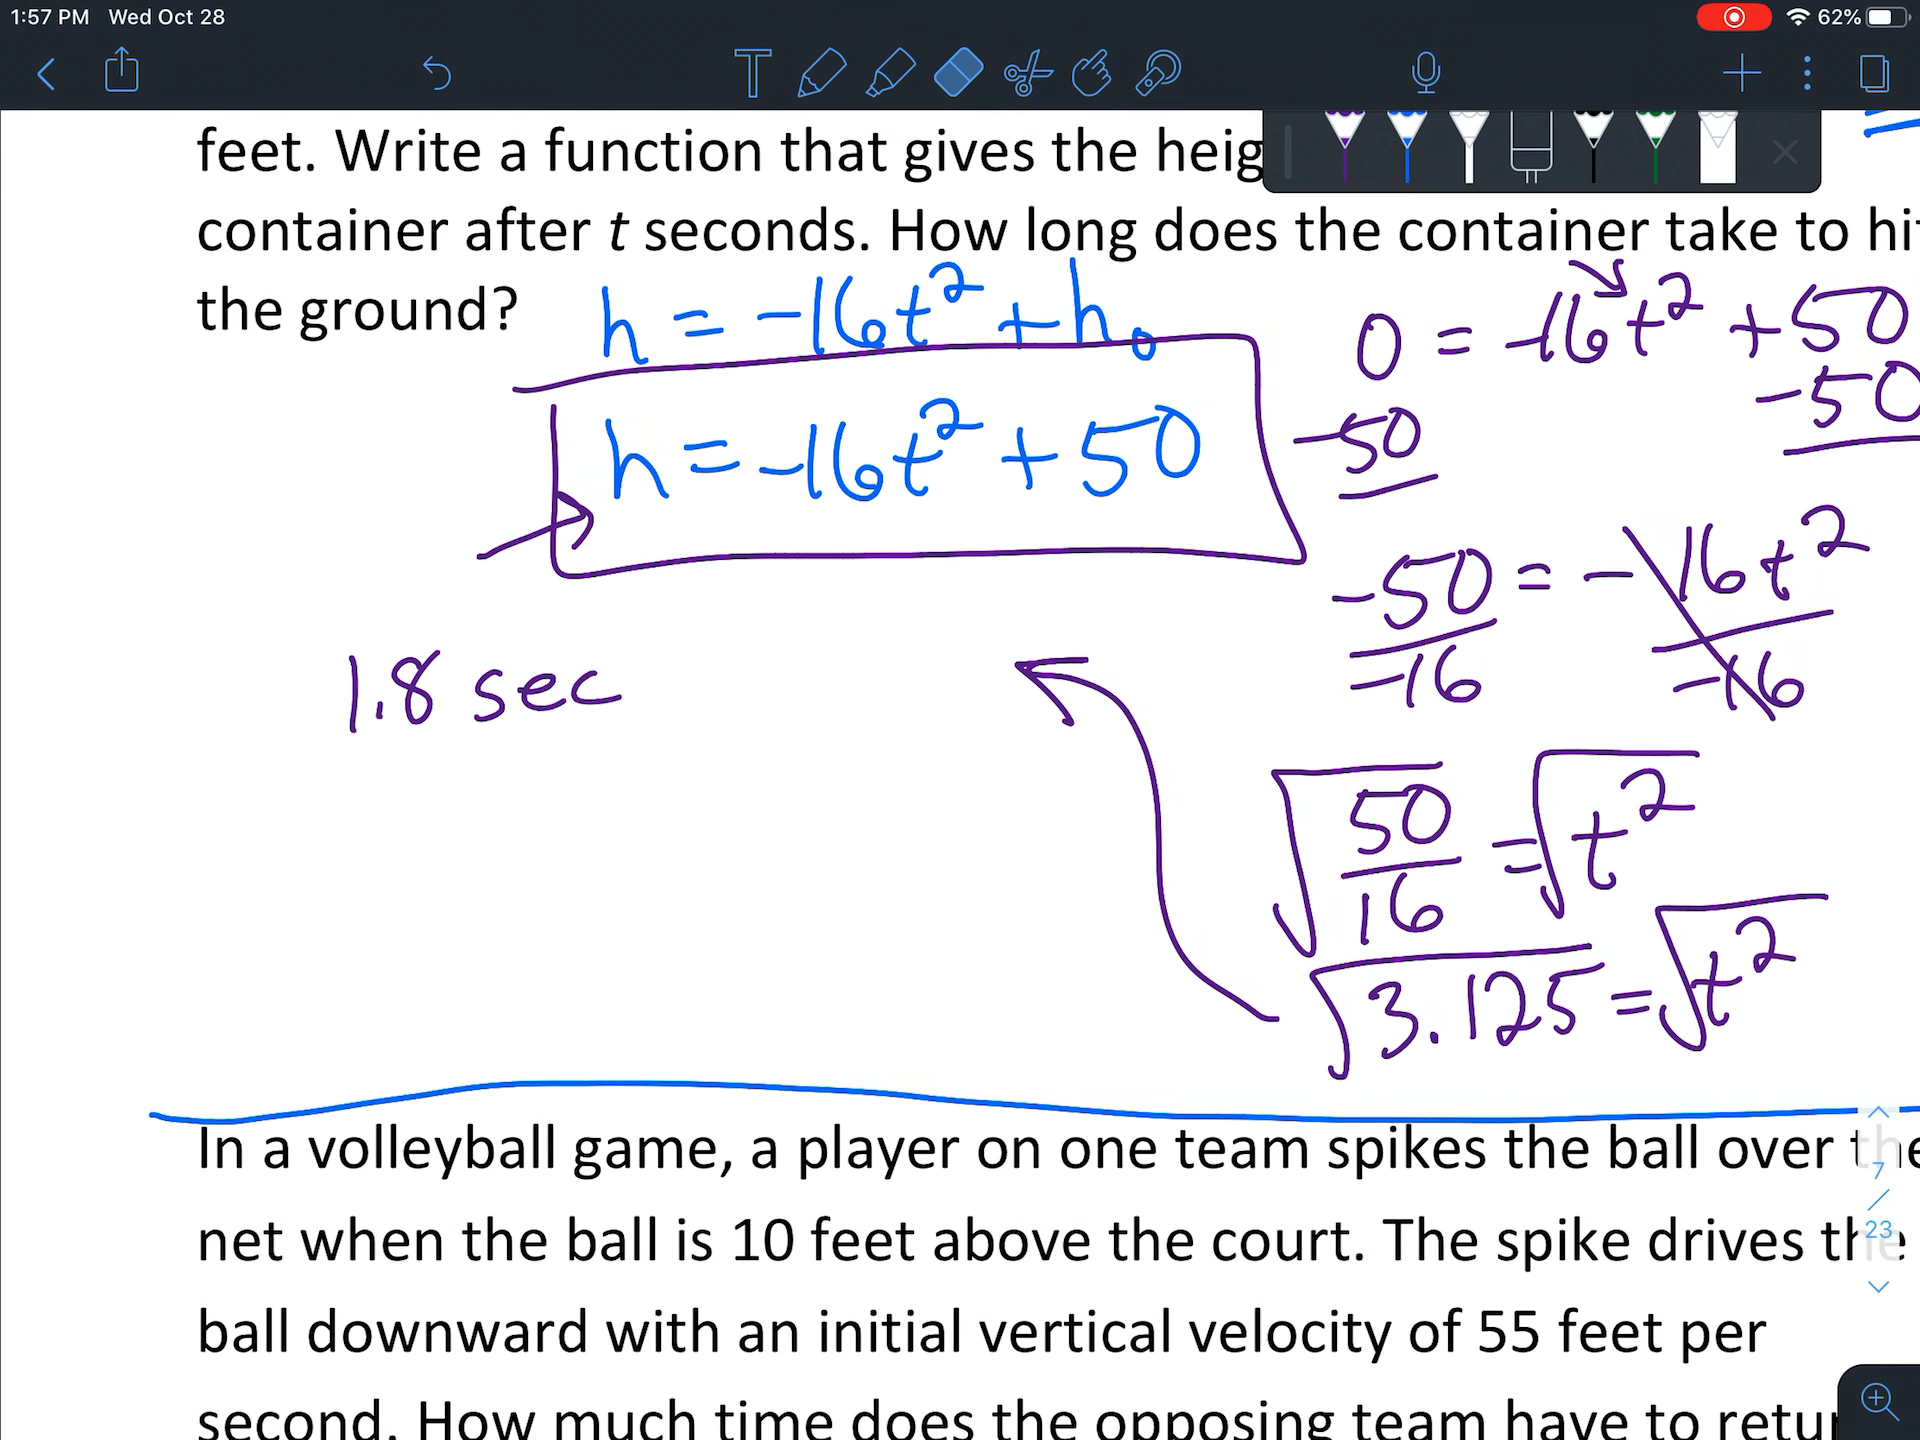 1:57 PM Wed Oct 28
62%
T
feet. Write a function that gives the heig
container after t seconds. How long does the container take to hi
the ground?
h = -16t² + h₀
h = -16t² + 50
0 = -16t² + 50
-50 -50
-50 = -16t²
-16 -16
√50/16 = √t²
√3.125 = √t²
1.8 sec
In a volleyball game, a player on one team spikes the ball over the
net when the ball is 10 feet above the court. The spike drives the
ball downward with an initial vertical velocity of 55 feet per
second. How much time does the opposing team have to retur
7
/
23